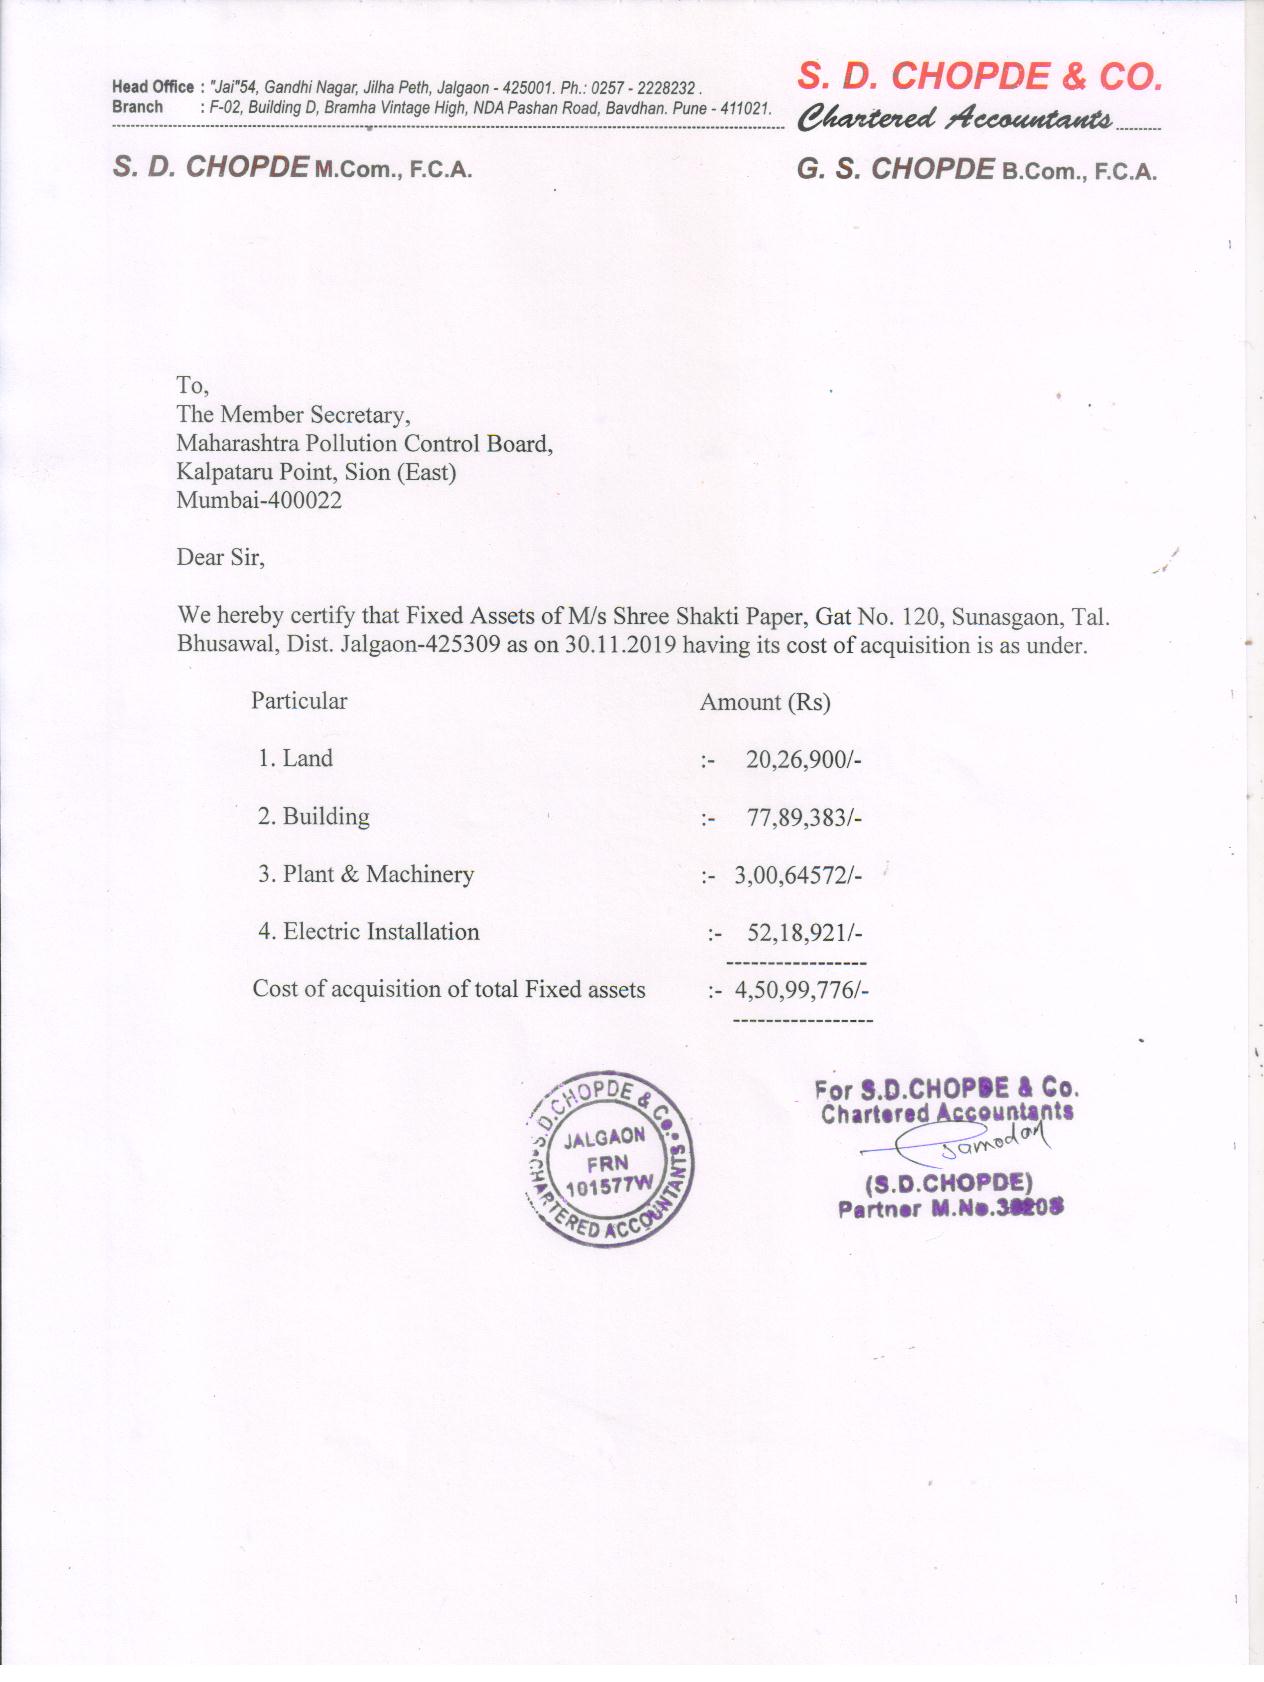 S. D. CHOPDE & CO.
Chartered Accountants
Head Office : "Jai"54, Gandhi Nagar, Jilha Peth, Jalgaon - 425001. Ph.: 0257 - 2228232 .
Branch : F-02, Building D, Bramha Vintage High, NDA Pashan Road, Bavdhan. Pune - 411021.
S. D. CHOPDE M.Com., F.C.A.
G. S. CHOPDE B.Com., F.C.A.
To,
The Member Secretary,
Maharashtra Pollution Control Board,
Kalpataru Point, Sion (East)
Mumbai-400022
Dear Sir,
We hereby certify that Fixed Assets of M/s Shree Shakti Paper, Gat No. 120, Sunasgaon, Tal.
Bhusawal, Dist. Jalgaon-425309 as on 30.11.2019 having its cost of acquisition is as under.
Particular Amount (Rs)
1. Land :- 20,26,900/-
2. Building :- 77,89,383/-
3. Plant & Machinery :- 3,00,64572/-
4. Electric Installation :- 52,18,921/-
Cost of acquisition of total Fixed assets :- 4,50,99,776/-
S.D.CHOPDE & Co.
CHARTERED ACCOUNTANTS
JALGAON
FRN
101577W
For S.D.CHOPDE & Co.
Chartered Accountants
(S.D.CHOPDE)
Partner M.No.